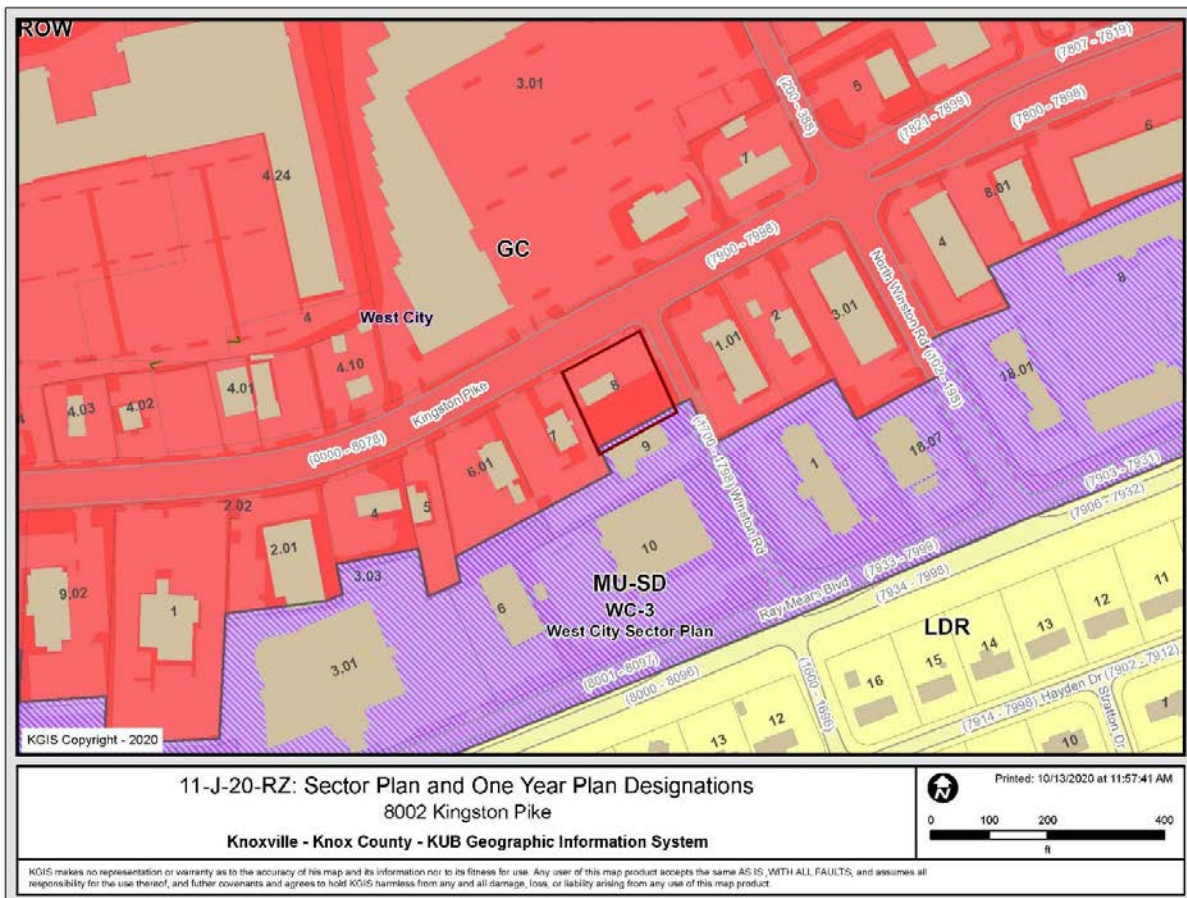 ROW
3.01
(7807 - 7819)
(200 - 388)
5
(7821 - 7899)
(7800 - 7898)
6
1
4.24
8.01
GC
(7900 - 7998)
4
North Winston Rd (102 - 198)
8
4
West City
3.01
2
1.01
4.10
4.01
4.03
4.02
Kingston Pike
8
18.01
7
9
(1700 - 1798) Winston Rd
1
18.07
6.01
(7903 - 7931)
(7906 - 7932)
2.02
4
5
10
2.01
3.03
(7933 - 7999)
(7934 - 7998)
Ray Mears Blvd
9.02
1
6
MU-SD
WC-3
West City Sector Plan
LDR
11
12
13
14
15
16
3.01
(8001 - 8097)
(8000 - 8096)
(1600 - 1698)
(7914 - 7998) Hayden Dr (7902 - 7912)
Stratton Dr
12
13
10
1
KGIS Copyright - 2020
11-J-20-RZ: Sector Plan and One Year Plan Designations
8002 Kingston Pike
Knoxville - Knox County - KUB Geographic Information System
N
Printed: 10/13/2020 at 11:57:41 AM
0 100 200 400
ft
KGIS makes no representation or warranty as to the accuracy of his map and its information nor to its fitness for use. Any user of this map product accepts the same AS IS ,WITH ALL FAULTS, and assumes all
responsibility for the use thereof, and futher covenants and agrees to hold KGIS harmless from any and all damage, loss, or liability arising from any use of this map product.